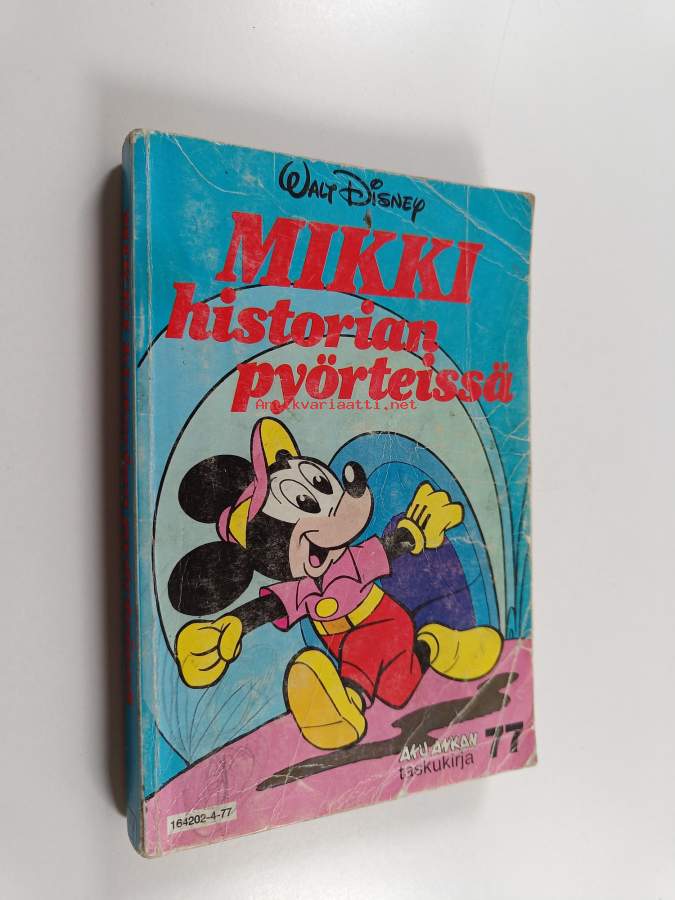 WALT DISNEY
MIKKI
historian
pyörteissä
Antikvariaatti.net
AKU ANKAN
taskukirja 77
164202-4-77